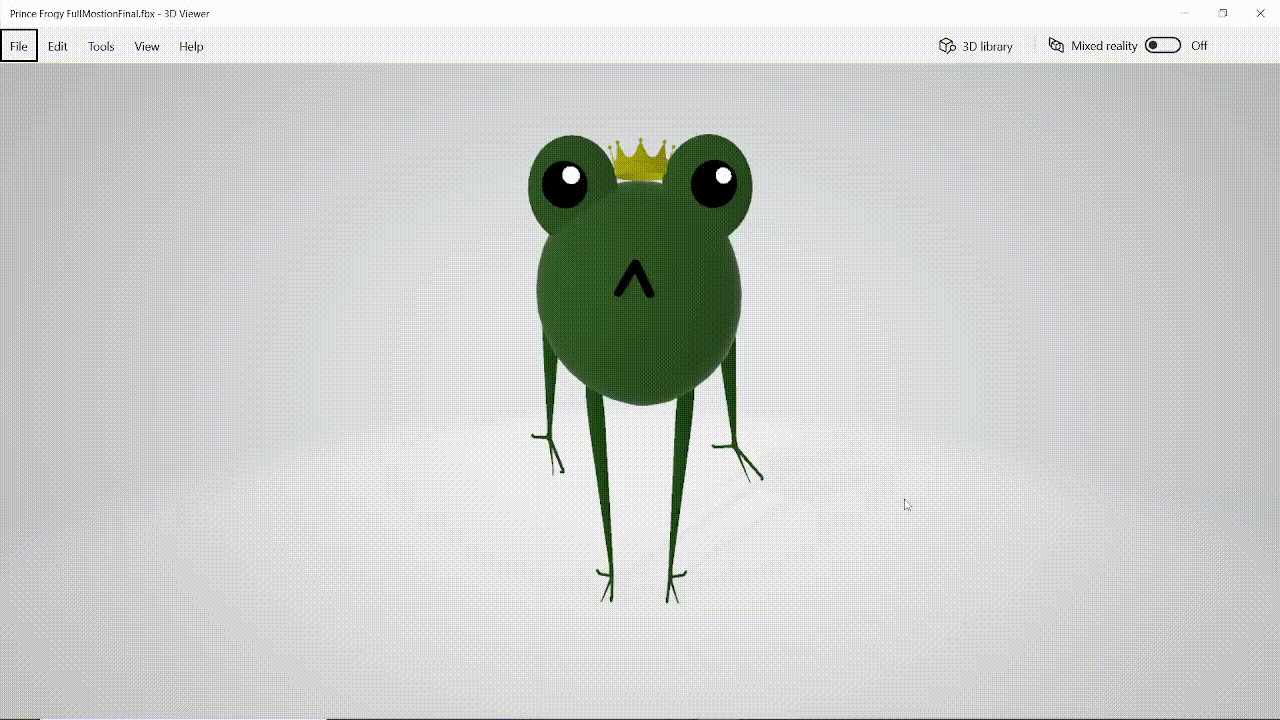 Prince Frogy FullMostionFinal.fbx - 3D Viewer
File Edit Tools View Help 3D library Mixed reality Off